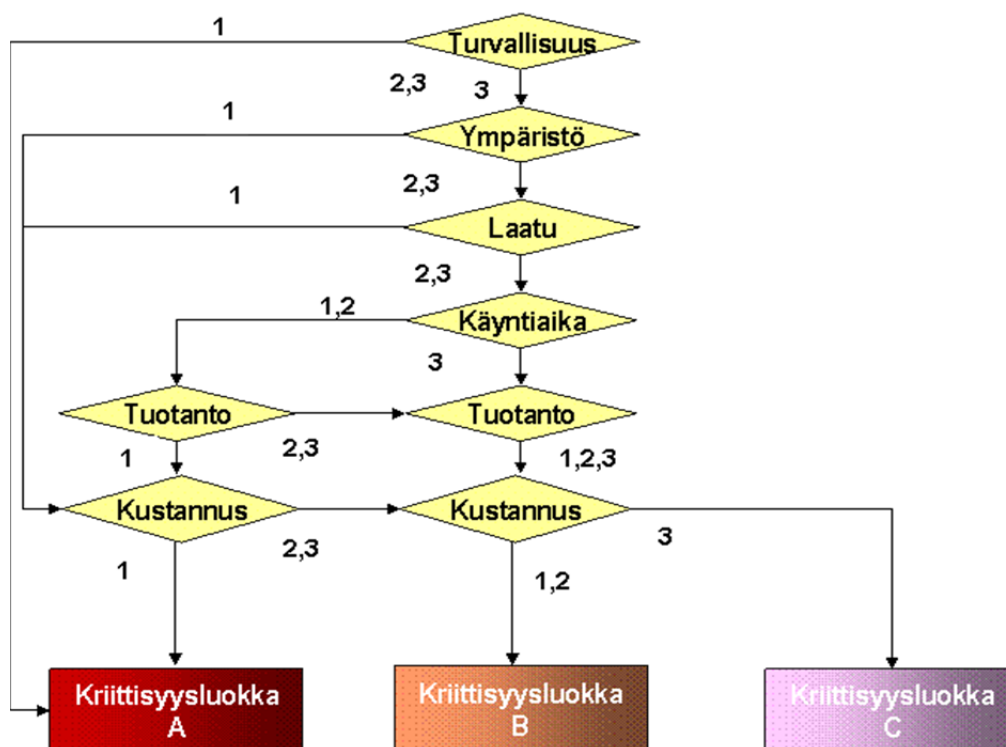 1
Turvallisuus
2,3
3
1
Ympäristö
2,3
1
Laatu
2,3
1,2
Käyntiaika
3
Tuotanto
Tuotanto
1
2,3
1,2,3
Kustannus
Kustannus
3
1
2,3
1,2
Kriittisyysluokka
A
Kriittisyysluokka
B
Kriittisyysluokka
C